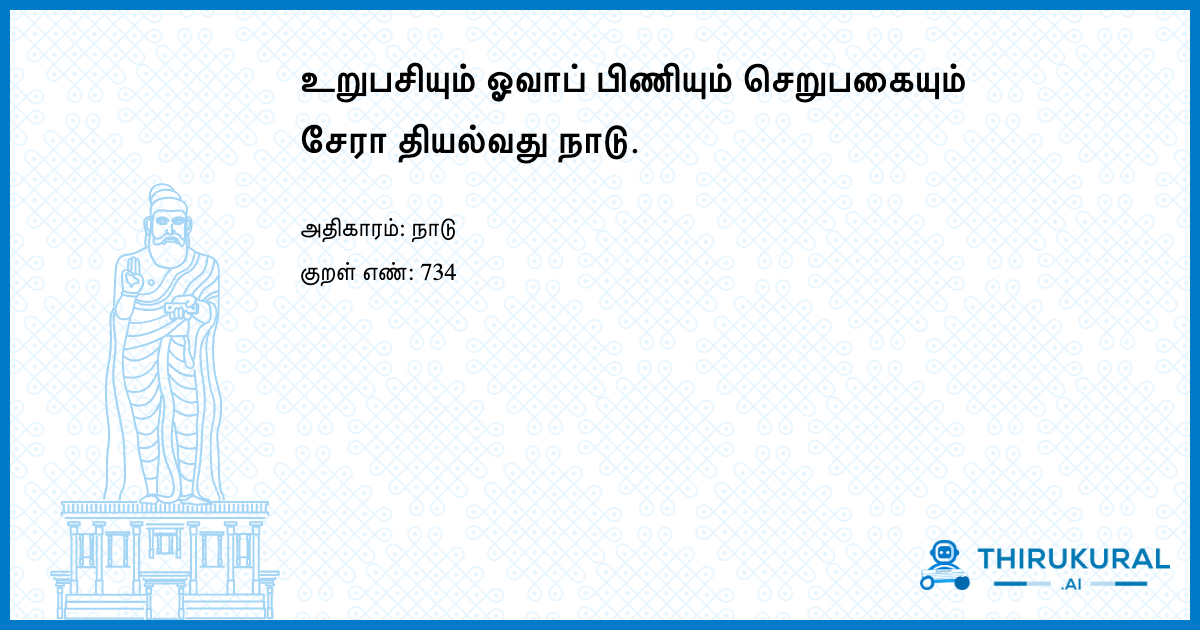 உறுபசியும் ஓவாப் பிணியும் செறுபகையும்
சேரா தியல்வது நாடு.
அதிகாரம்: நாடு
குறள் எண்: 734
THIRUKURAL
.AI